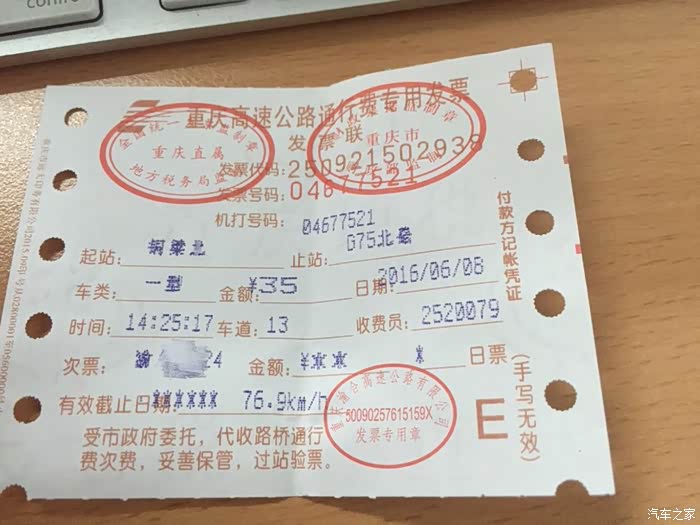 重庆高速公路通行费专用发票
发票联
重庆直属
地方税务局
重庆市
发票代码:250921502938
发票号码:04677521
机打号码: 04677521
起站: 铜梁北 止站: G75北碚
车类: 一型 金额: ¥35 日期: 2016/06/08
时间: 14:25:17 车道: 13 收费员: 2520079
次票: 渝 24 金额: ¥** * 日票
有效截止日期: ****** 76.9km/h
500902576151 59X
发票专用章
E
受市政府委托,代收路桥通行
费次费,妥善保管,过站验票。
付款方记帐凭证
(手写无效)
汽车之家